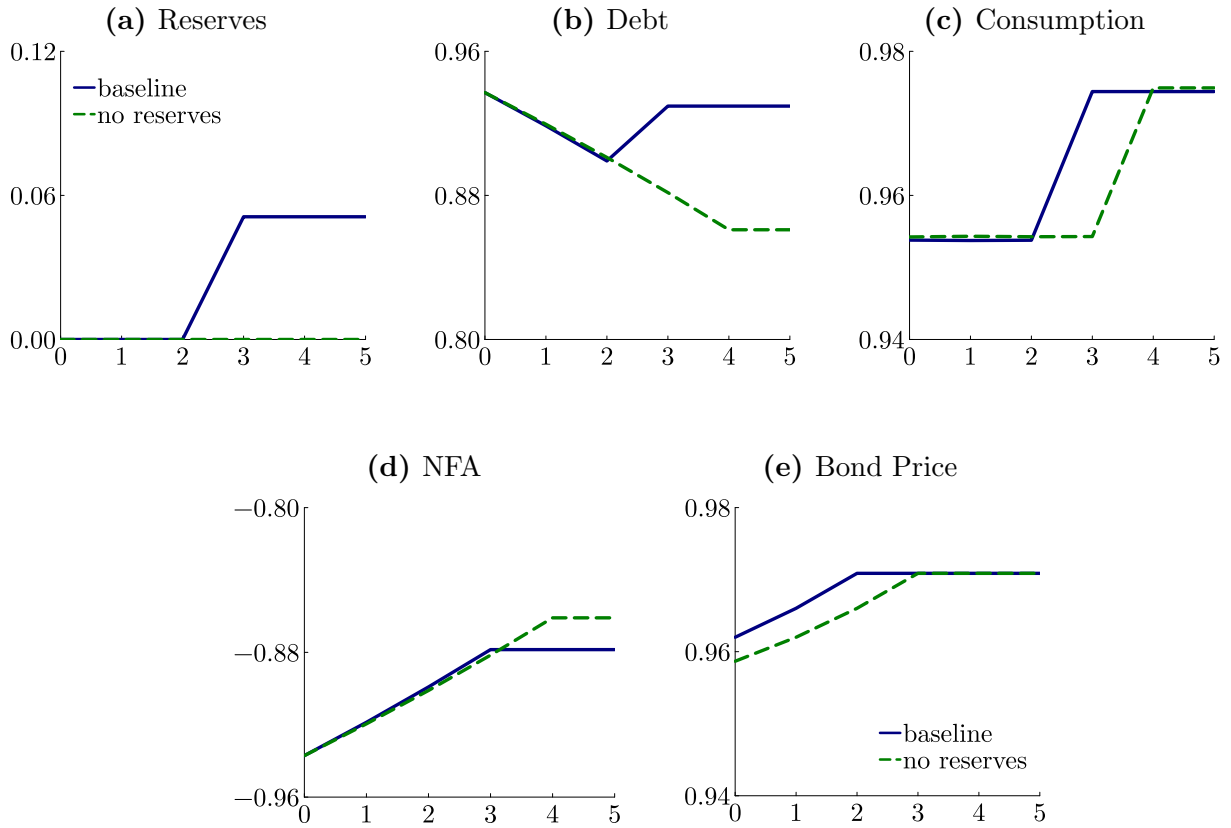 (a) Reserves
0.12
0.06
0.00
baseline
no reserves
0 1 2 3 4 5
(b) Debt
0.96
0.88
0.80
0 1 2 3 4 5
(c) Consumption
0.98
0.96
0.94
0 1 2 3 4 5
(d) NFA
−0.80
−0.88
−0.96
0 1 2 3 4 5
(e) Bond Price
0.98
0.96
0.94
baseline
no reserves
0 1 2 3 4 5